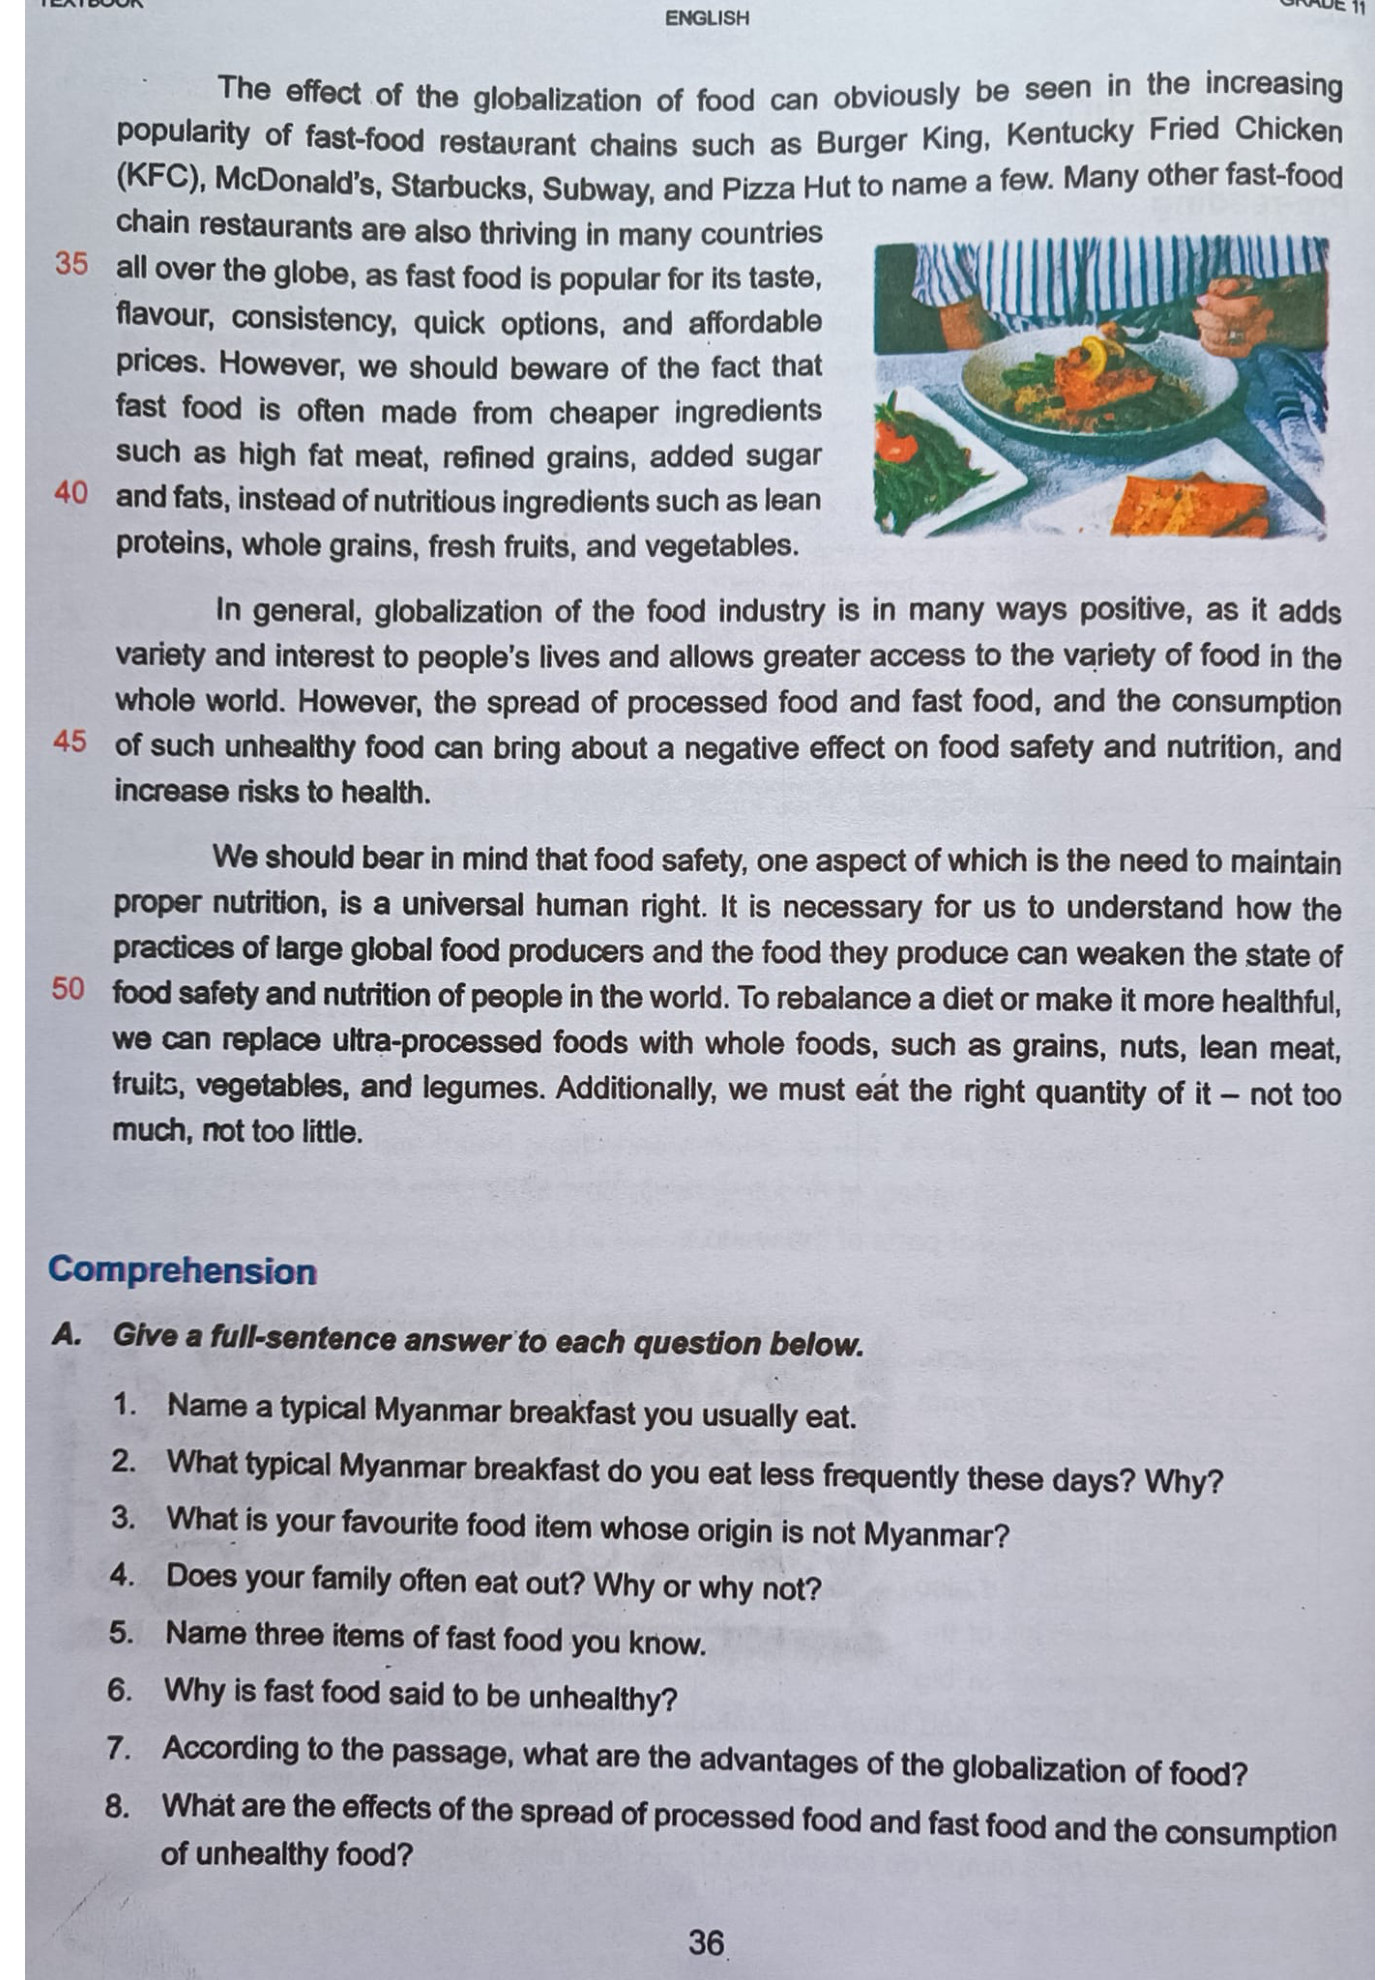 TEXTBOOK
ENGLISH
GRADE 11
The effect of the globalization of food can obviously be seen in the increasing
popularity of fast-food restaurant chains such as Burger King, Kentucky Fried Chicken
(KFC), McDonald's, Starbucks, Subway, and Pizza Hut to name a few. Many other fast-food
chain restaurants are also thriving in many countries
35 all over the globe, as fast food is popular for its taste,
flavour, consistency, quick options, and affordable
prices. However, we should beware of the fact that
fast food is often made from cheaper ingredients
such as high fat meat, refined grains, added sugar
40 and fats, instead of nutritious ingredients such as lean
proteins, whole grains, fresh fruits, and vegetables.
In general, globalization of the food industry is in many ways positive, as it adds
variety and interest to people's lives and allows greater access to the variety of food in the
whole world. However, the spread of processed food and fast food, and the consumption
45 of such unhealthy food can bring about a negative effect on food safety and nutrition, and
increase risks to health.
We should bear in mind that food safety, one aspect of which is the need to maintain
proper nutrition, is a universal human right. It is necessary for us to understand how the
practices of large global food producers and the food they produce can weaken the state of
50 food safety and nutrition of people in the world. To rebalance a diet or make it more healthful,
we can replace ultra-processed foods with whole foods, such as grains, nuts, lean meat,
fruits, vegetables, and legumes. Additionally, we must eat the right quantity of it – not too
much, not too little.
Comprehension
A. Give a full-sentence answer to each question below.
1. Name a typical Myanmar breakfast you usually eat.
2. What typical Myanmar breakfast do you eat less frequently these days? Why?
3. What is your favourite food item whose origin is not Myanmar?
4. Does your family often eat out? Why or why not?
5. Name three items of fast food you know.
6. Why is fast food said to be unhealthy?
7. According to the passage, what are the advantages of the globalization of food?
8. What are the effects of the spread of processed food and fast food and the consumption
of unhealthy food?
36